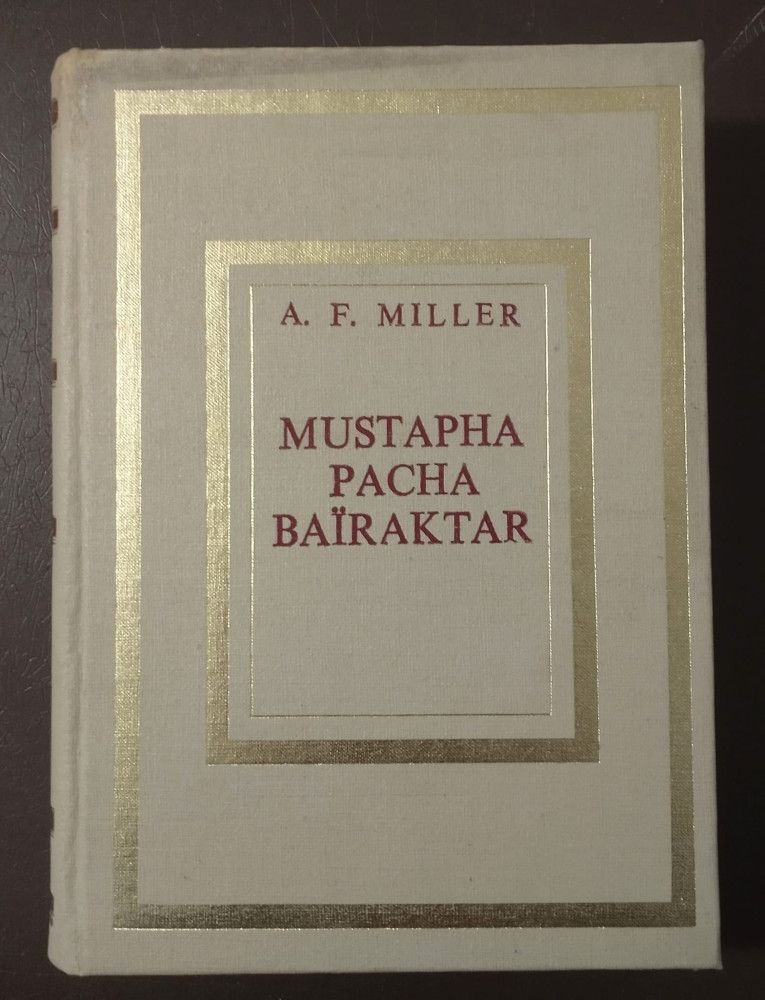 A. F. MILLER
MUSTAPHA
PACHA
BAÏRAKTAR